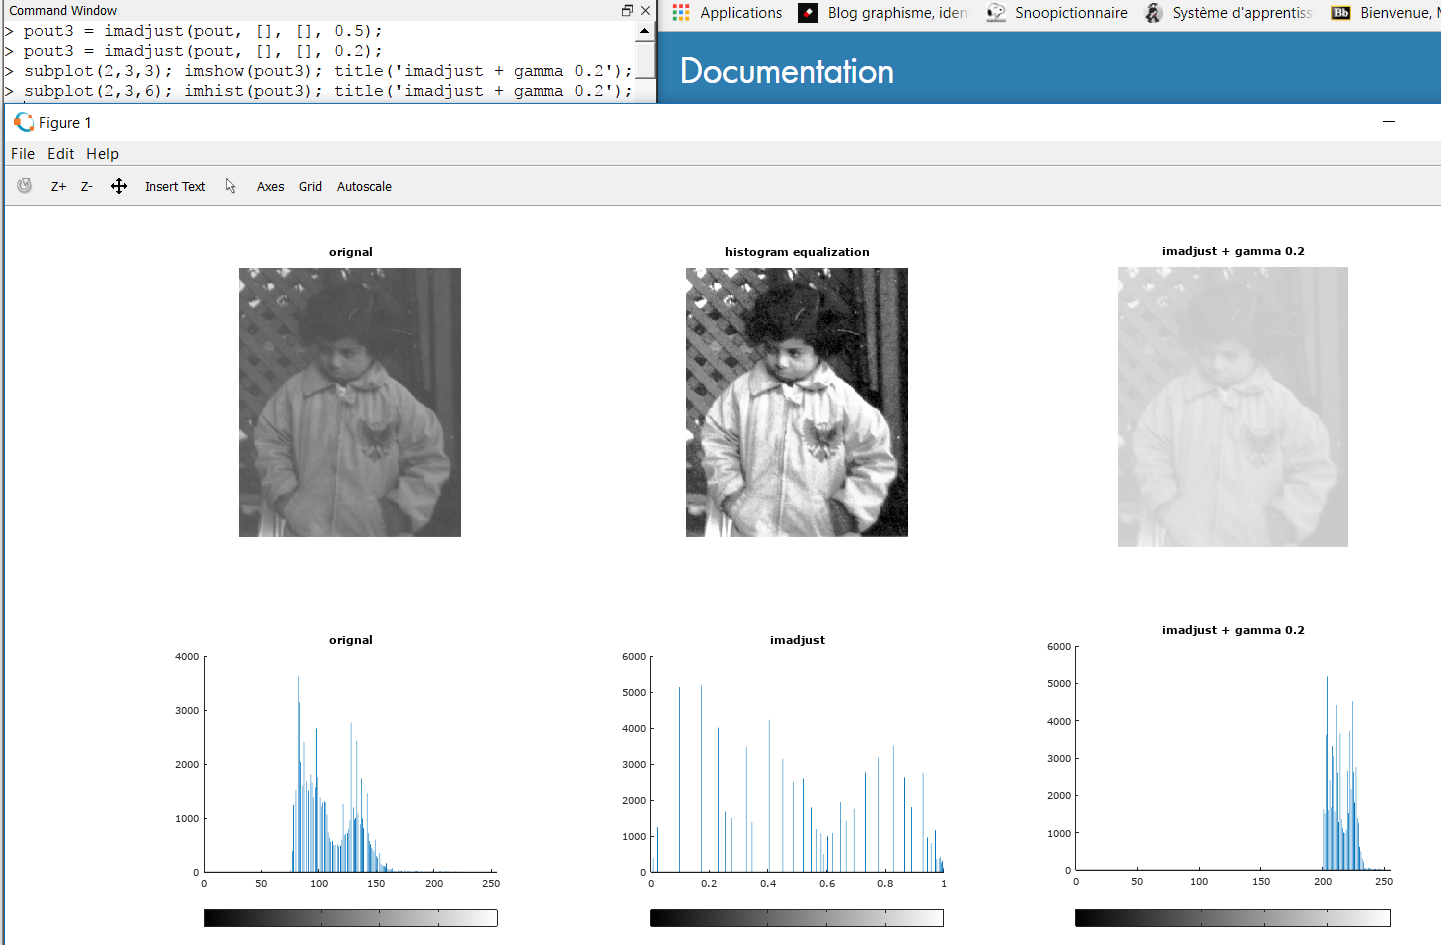 Command Window
> pout3 = imadjust(pout, [], [], 0.5);
> pout3 = imadjust(pout, [], [], 0.2);
> subplot(2,3,3); imshow(pout3); title('imadjust + gamma 0.2');
> subplot(2,3,6); imhist(pout3); title('imadjust + gamma 0.2');
Applications Blog graphisme, iden Snoopictionnaire Système d'apprentiss Bb Bienvenue, M
Documentation
Figure 1
File Edit Help
Z+ Z- Insert Text Axes Grid Autoscale
orignal histogram equalization imadjust + gamma 0.2
orignal
4000
3000
2000
1000
0
0 50 100 150 200 250
imadjust
6000
5000
4000
3000
2000
1000
0
0 0.2 0.4 0.6 0.8 1
imadjust + gamma 0.2
6000
5000
4000
3000
2000
1000
0
0 50 100 150 200 250